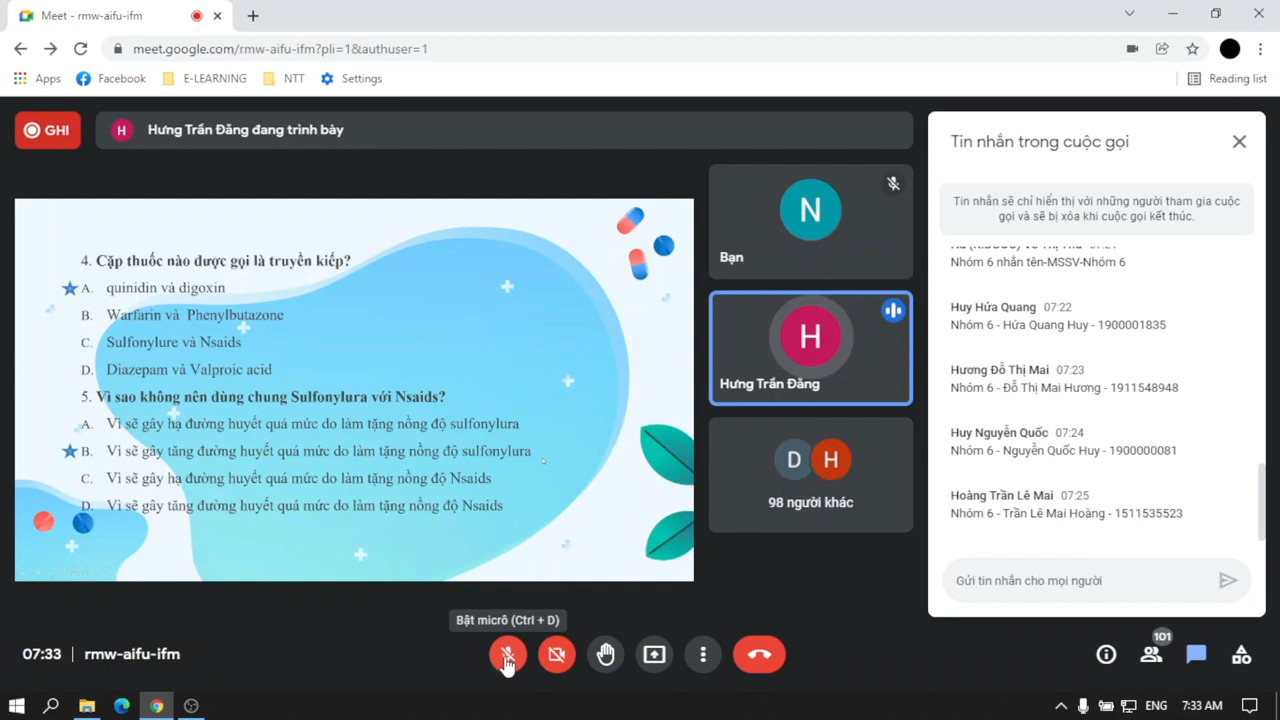 Meet - rmw-aifu-ifm
meet.google.com/rmw-aifu-ifm?pli=1&authuser=1
Apps
Facebook
E-LEARNING
NTT
Settings
Reading list
GHI
H
Hưng Trần Đăng đang trình bày
4. Cặp thuốc nào được gọi là truyền kiếp?
A. quinidin và digoxin
B. Warfarin và Phenylbutazone
C. Sulfonylure và Nsaids
D. Diazepam và Valproic acid
5. Vì sao không nên dùng chung Sulfonylura với Nsaids?
A. Vì sẽ gây hạ đường huyết quá mức do làm tặng nồng độ sulfonylura
B. Vì sẽ gây tăng đường huyết quá mức do làm tặng nồng độ sulfonylura
C. Vì sẽ gây hạ đường huyết quá mức do làm tặng nồng độ Nsaids
D. Vì sẽ gây tăng đường huyết quá mức do làm tặng nồng độ Nsaids
N
Bạn
H
Hưng Trần Đăng
D
H
98 người khác
Tin nhắn trong cuộc gọi
Tin nhắn sẽ chỉ hiển thị với những người tham gia cuộc
gọi và sẽ bị xóa khi cuộc gọi kết thúc.
Nhóm 6 nhắn tên-MSSV-Nhóm 6
Huy Hứa Quang 07:22
Nhóm 6 - Hứa Quang Huy - 1900001835
Hương Đỗ Thị Mai 07:23
Nhóm 6 - Đỗ Thị Mai Hương - 1911548948
Huy Nguyễn Quốc 07:24
Nhóm 6 - Nguyễn Quốc Huy - 1900000081
Hoàng Trần Lê Mai 07:25
Nhóm 6 - Trần Lê Mai Hoàng - 1511535523
Gửi tin nhắn cho mọi người
Bật micrô (Ctrl + D)
07:33 | rmw-aifu-ifm
101
ENG
7:33 AM